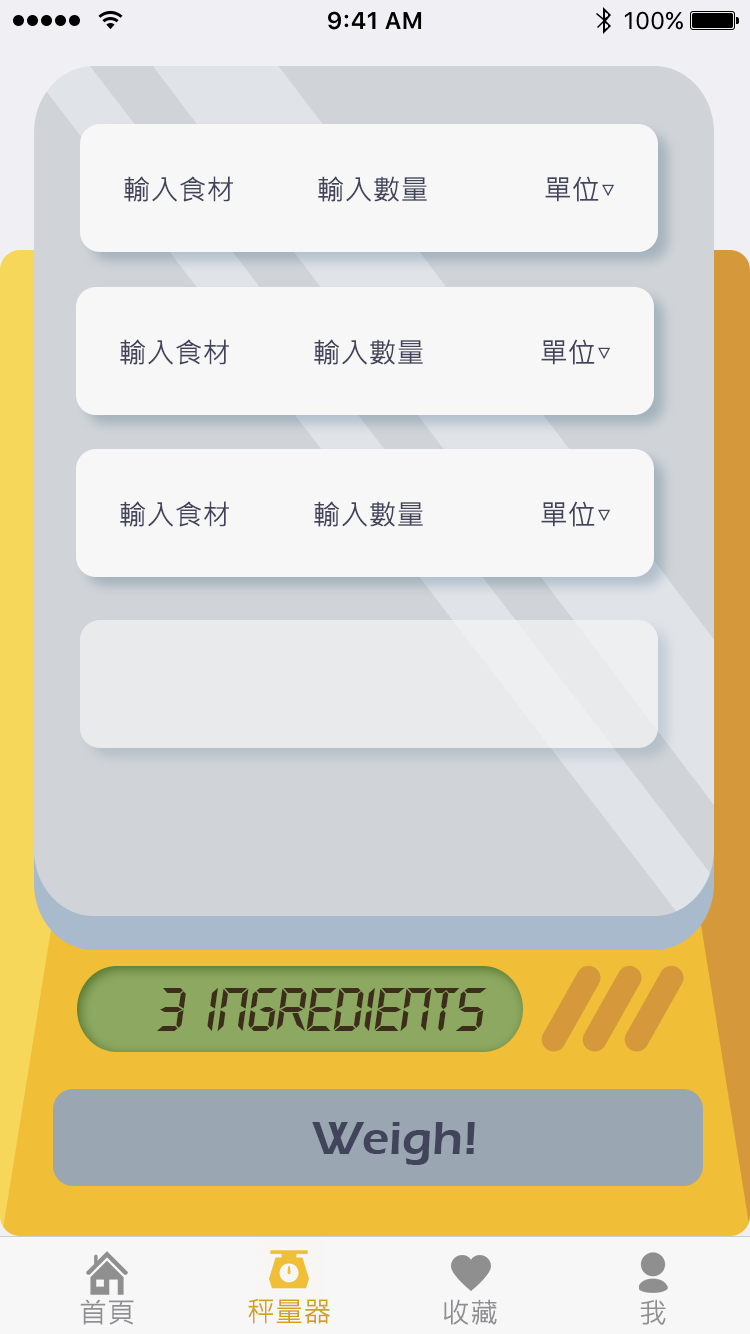 9:41 AM 100%
輸入食材 輸入數量 單位▿
輸入食材 輸入數量 單位▿
輸入食材 輸入數量 單位▿
3 INGREDIENTS
Weigh!
首頁 秤量器 收藏 我